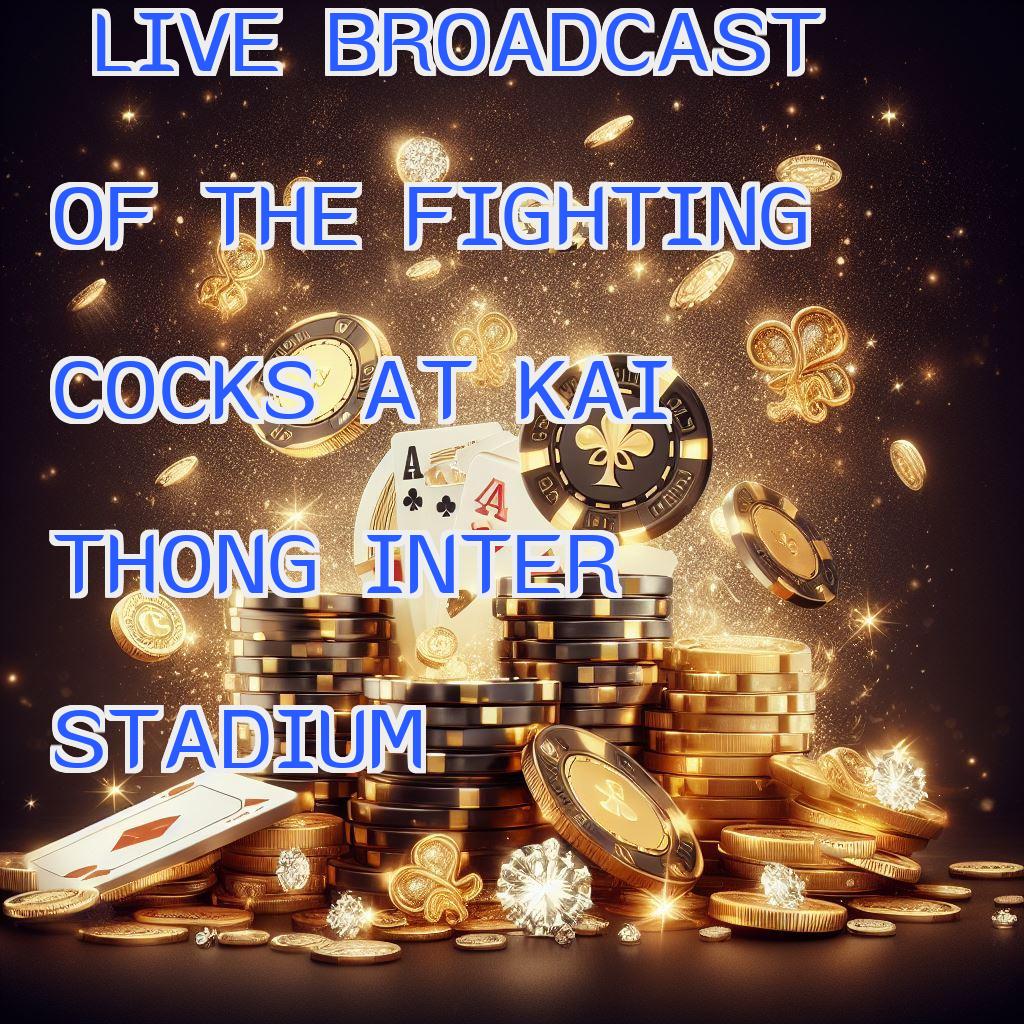 LIVE BROADCAST
OF THE FIGHTING
COCKS AT KAI
THONG INTER
STADIUM
A
A